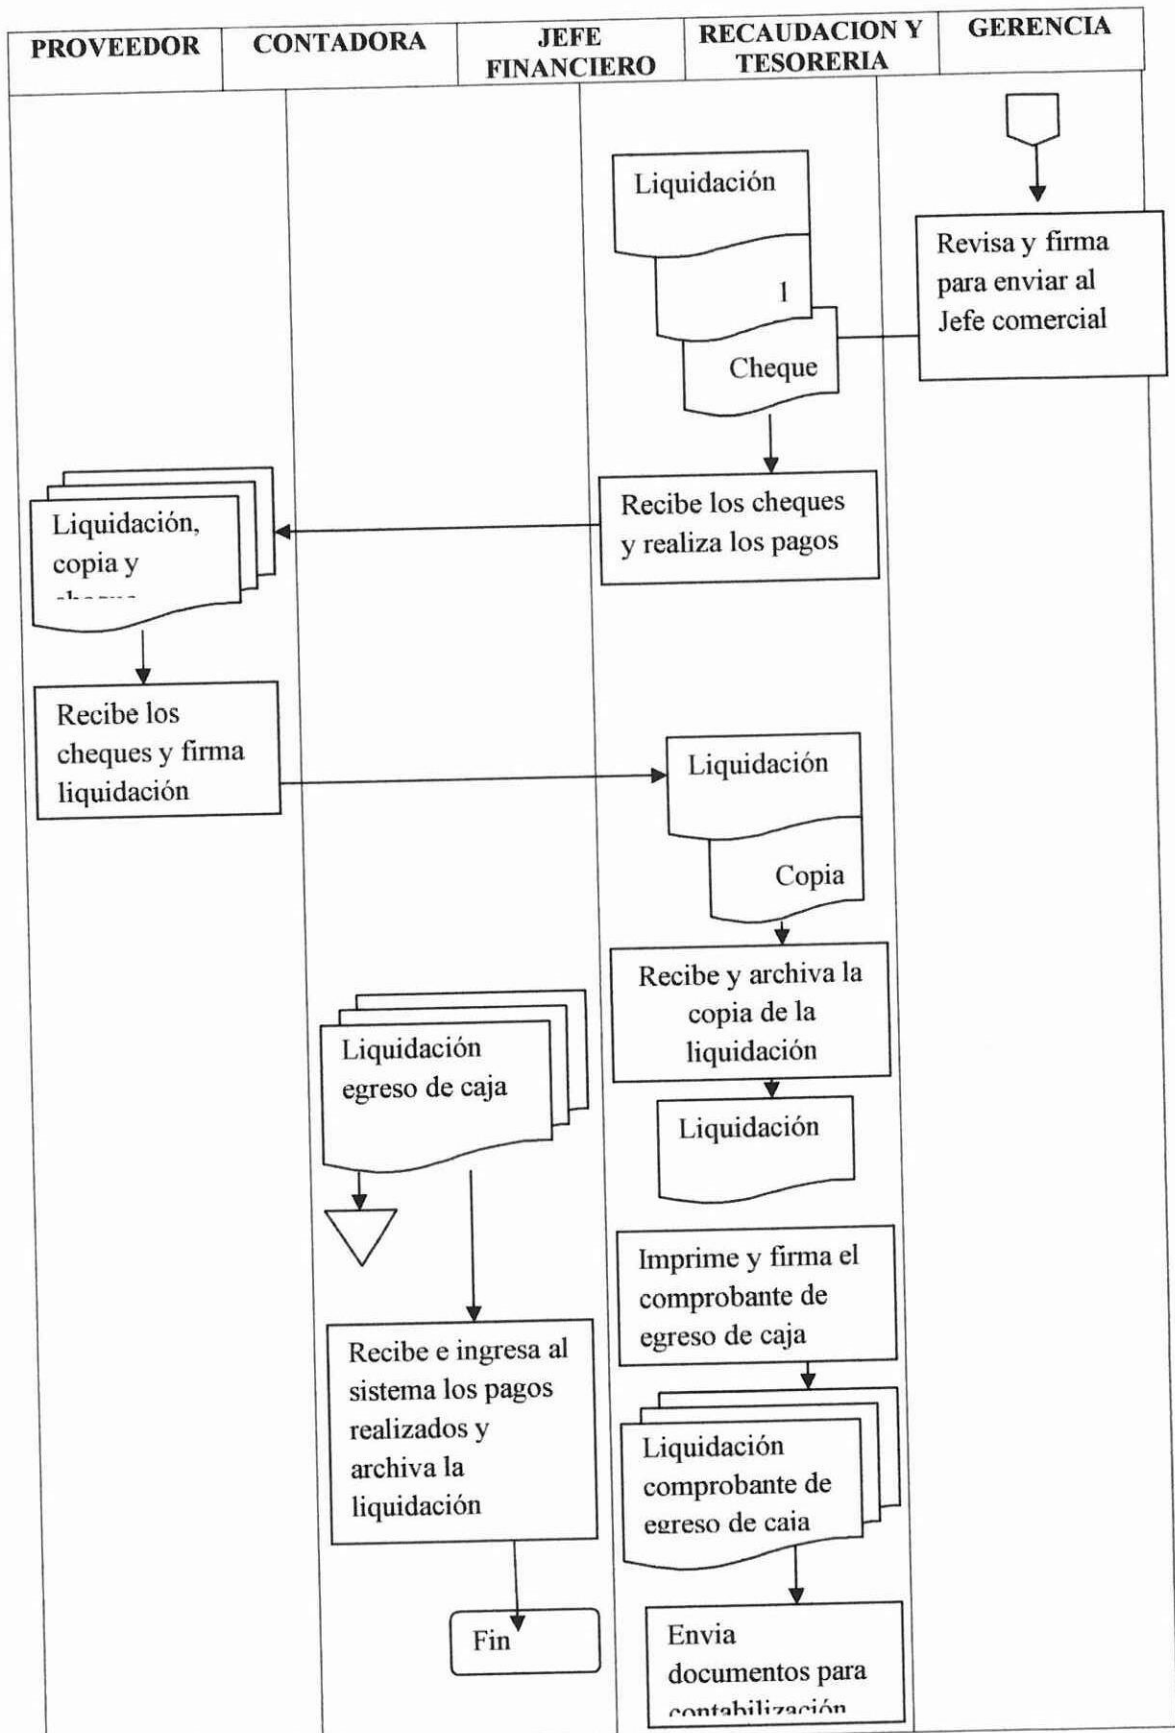 PROVEEDOR
CONTADORA
JEFE
FINANCIERO
RECAUDACION Y
TESORERIA
GERENCIA
Liquidación
1
Cheque
Revisa y firma
para enviar al
Jefe comercial
Recibe los cheques
y realiza los pagos
Liquidación,
copia y
Recibe los
cheques y firma
liquidación
Liquidación
Copia
Recibe y archiva la
copia de la
liquidación
Liquidación
egreso de caja
Liquidación
Imprime y firma el
comprobante de
egreso de caja
Recibe e ingresa al
sistema los pagos
realizados y
archiva la
liquidación
Liquidación
comprobante de
egreso de caja
Fin
Envia
documentos para
contabilización